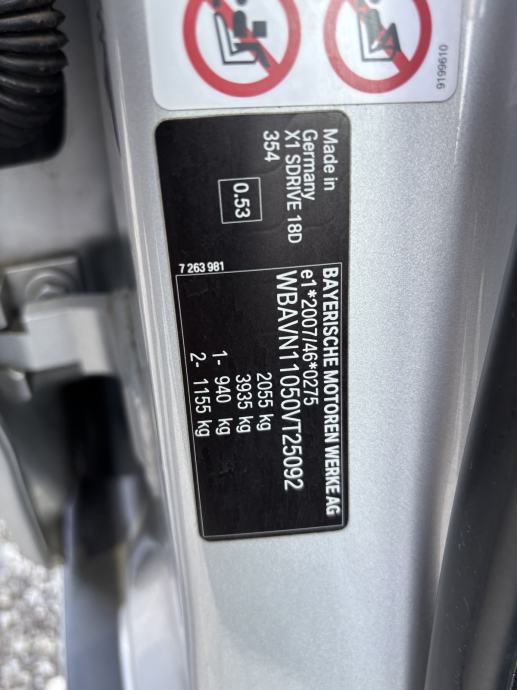 9199610
Made in
Germany
X1 SDRIVE 18D
354
0.53
7 263 981
BAYERISCHE MOTOREN WERKE AG
e1*2007/46*0275
WBAVN11050VT25092
2055 kg
3935 kg
1- 940 kg
2- 1155 kg